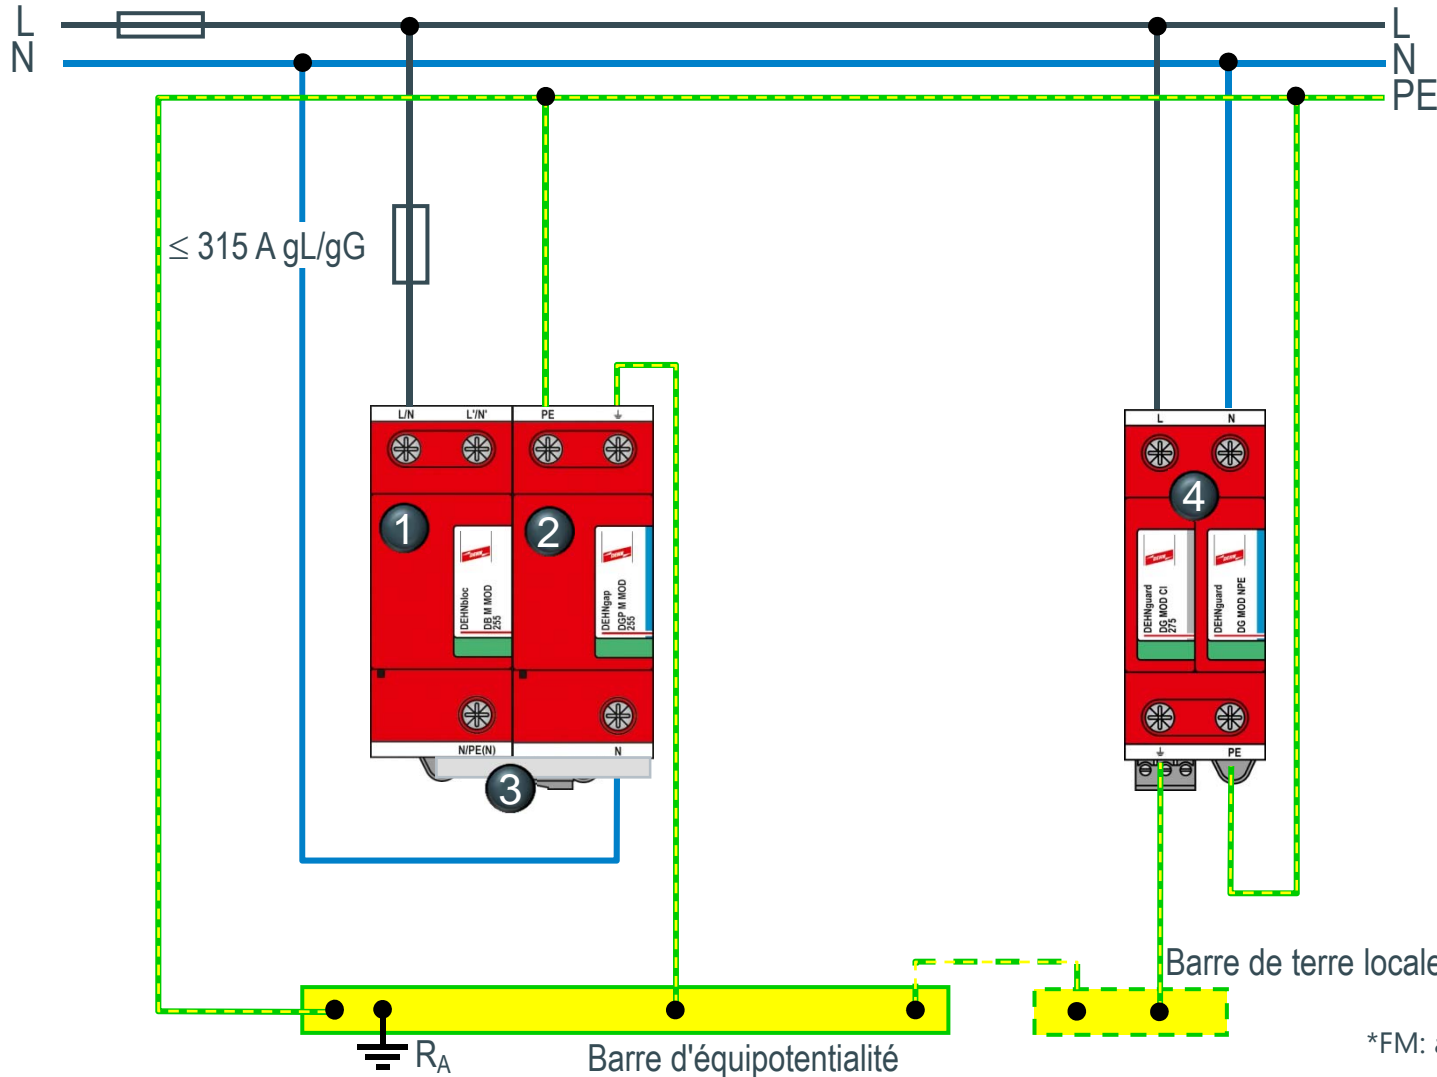 L
N
L
N
PE
≤ 315 A gL/gG
L/N
L'/N'
PE
L
N
1
2
4
DEHNbloc
DB M MOD
255
DEHNgap
DGP M MOD
255
DEHNguard
DG MOD CI
275
DEHNguard
DG MOD NPE
N/PE(N)
N
PE
3
Barre de terre locale
RA
Barre d'équipotentialité
*FM: a